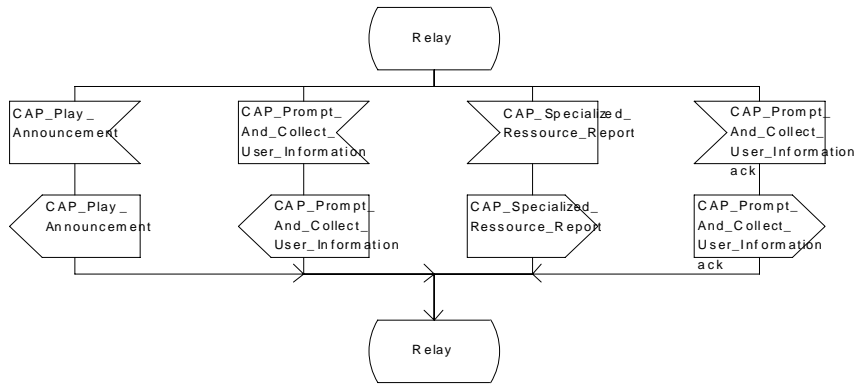 Relay
CAP_Play_
Announcement
CAP_Prompt_
And_Collect_
User_Information
CAP_Specialized_
Ressource_Report
CAP_Prompt_
And_Collect_
User_Information
ack
CAP_Play_
Announcement
CAP_Prompt_
And_Collect_
User_Information
CAP_Specialized_
Ressource_Report
CAP_Prompt_
And_Collect_
User_Information
ack
Relay